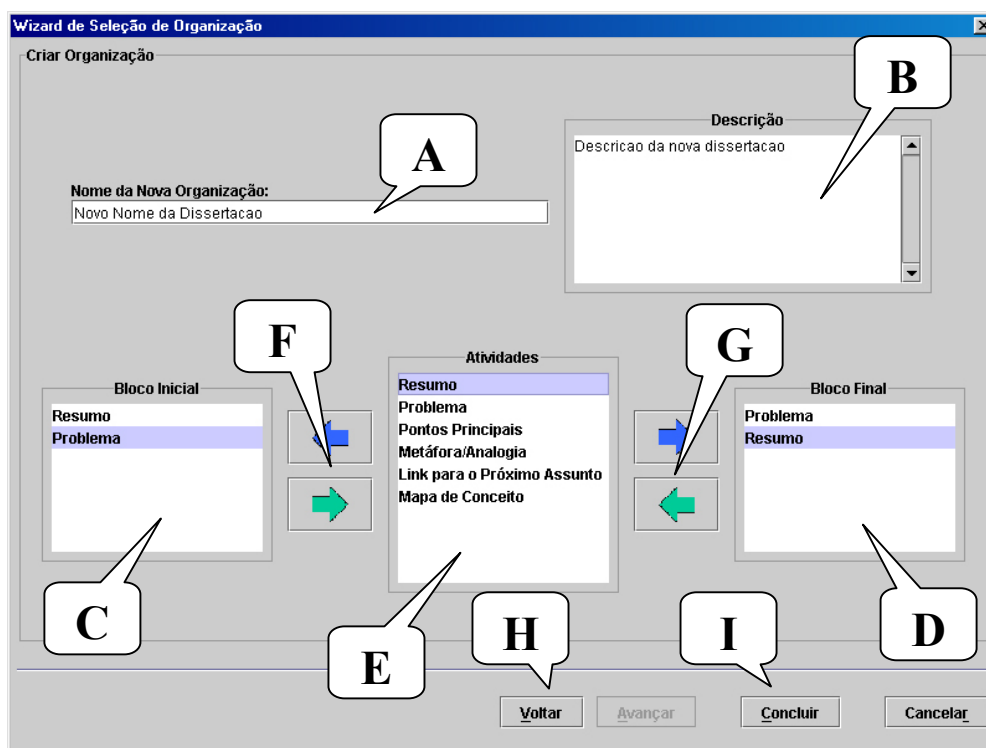 Wizard de Seleção de Organização
Criar Organização
B
Descrição
Descricao da nova dissertacao
A
Nome da Nova Organização:
Novo Nome da Dissertacao
F
G
Bloco Inicial
Resumo
Problema
Atividades
Resumo
Problema
Pontos Principais
Metáfora/Analogia
Link para o Próximo Assunto
Mapa de Conceito
Bloco Final
Problema
Resumo
C
E
H
I
D
Voltar
Avançar
Concluir
Cancelar